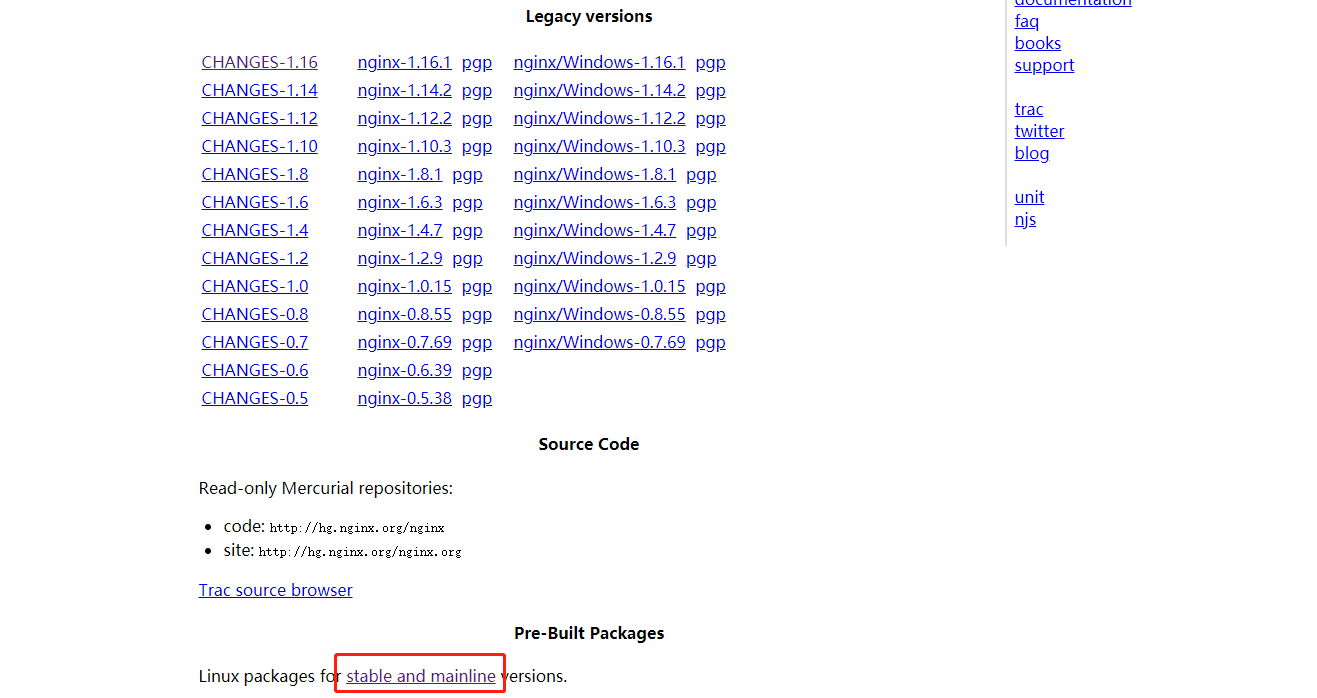 documentation
faq
books
support
trac
twitter
blog
unit
njs
Legacy versions
CHANGES-1.16 nginx-1.16.1 pgp nginx/Windows-1.16.1 pgp
CHANGES-1.14 nginx-1.14.2 pgp nginx/Windows-1.14.2 pgp
CHANGES-1.12 nginx-1.12.2 pgp nginx/Windows-1.12.2 pgp
CHANGES-1.10 nginx-1.10.3 pgp nginx/Windows-1.10.3 pgp
CHANGES-1.8 nginx-1.8.1 pgp nginx/Windows-1.8.1 pgp
CHANGES-1.6 nginx-1.6.3 pgp nginx/Windows-1.6.3 pgp
CHANGES-1.4 nginx-1.4.7 pgp nginx/Windows-1.4.7 pgp
CHANGES-1.2 nginx-1.2.9 pgp nginx/Windows-1.2.9 pgp
CHANGES-1.0 nginx-1.0.15 pgp nginx/Windows-1.0.15 pgp
CHANGES-0.8 nginx-0.8.55 pgp nginx/Windows-0.8.55 pgp
CHANGES-0.7 nginx-0.7.69 pgp nginx/Windows-0.7.69 pgp
CHANGES-0.6 nginx-0.6.39 pgp
CHANGES-0.5 nginx-0.5.38 pgp
Source Code
Read-only Mercurial repositories:
code: http://hg.nginx.org/nginx
site: http://hg.nginx.org/nginx.org
Trac source browser
Pre-Built Packages
Linux packages for stable and mainline versions.